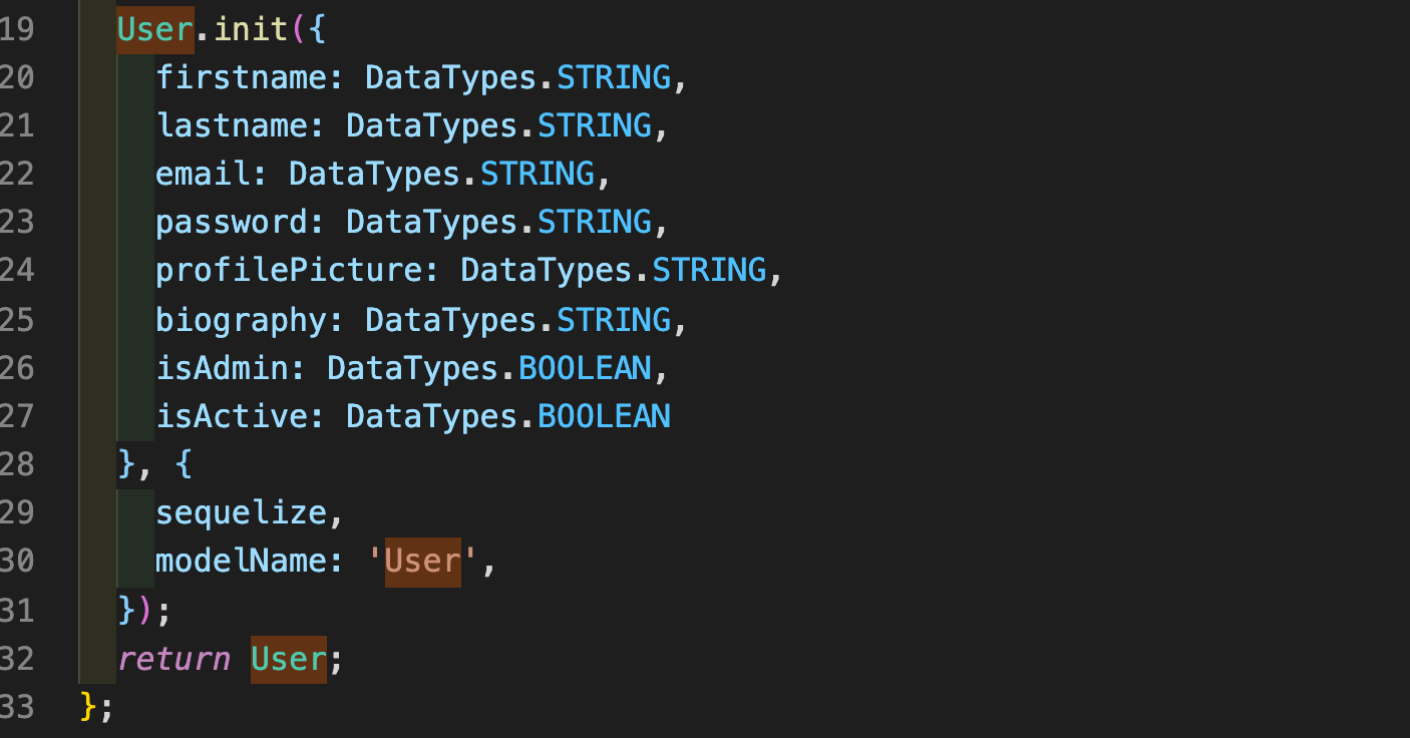 19 User.init({
20 firstname: DataTypes.STRING,
21 lastname: DataTypes.STRING,
22 email: DataTypes.STRING,
23 password: DataTypes.STRING,
24 profilePicture: DataTypes.STRING,
25 biography: DataTypes.STRING,
26 isAdmin: DataTypes.BOOLEAN,
27 isActive: DataTypes.BOOLEAN
28 }, {
29 sequelize,
30 modelName: 'User',
31 });
32 return User;
33 };